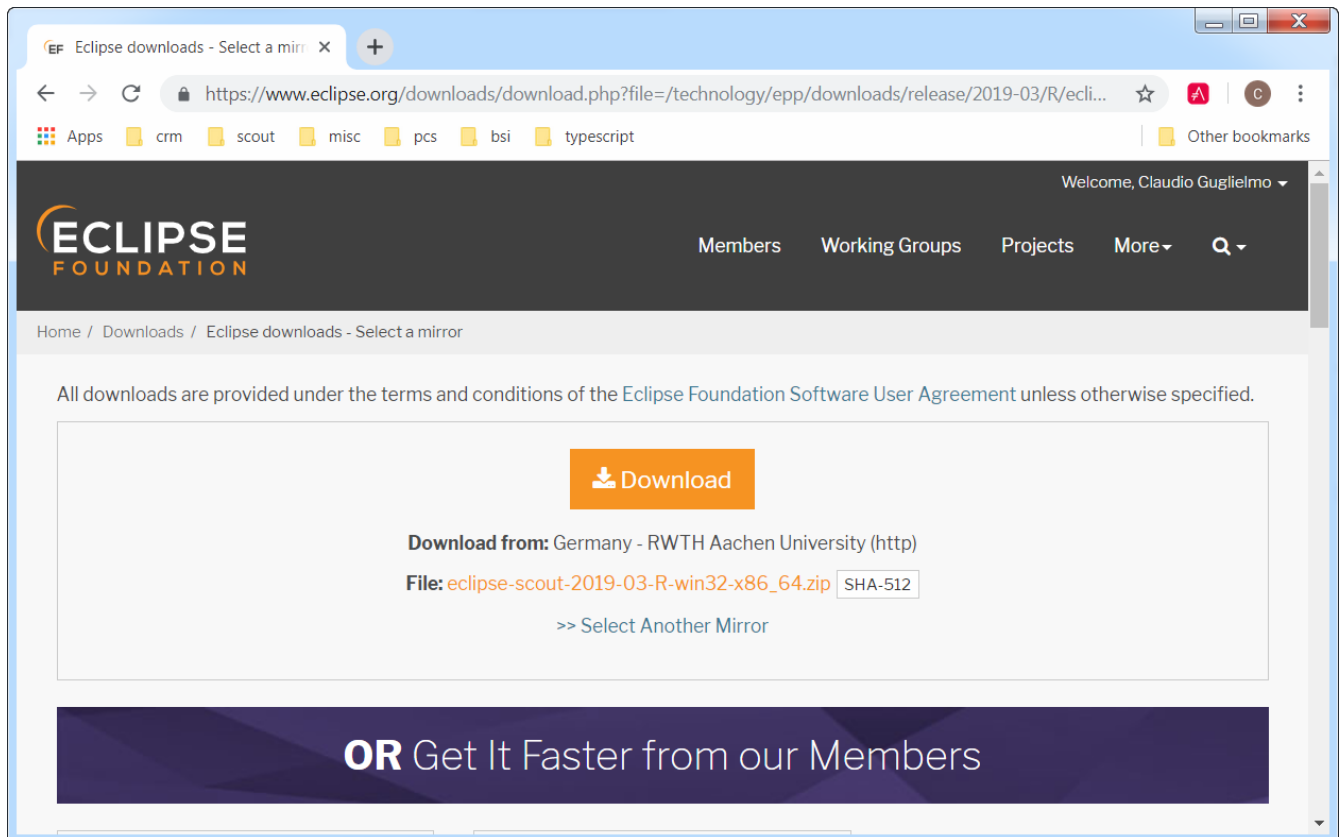 EF Eclipse downloads - Select a mirr
https://www.eclipse.org/downloads/download.php?file=/technology/epp/downloads/release/2019-03/R/ecli... C
Apps crm scout misc pcs bsi typescript Other bookmarks
Welcome, Claudio Guglielmo
ECLIPSE
FOUNDATION
Members Working Groups Projects More
Home / Downloads / Eclipse downloads - Select a mirror
All downloads are provided under the terms and conditions of the Eclipse Foundation Software User Agreement unless otherwise specified.
Download
Download from: Germany - RWTH Aachen University (http)
File: eclipse-scout-2019-03-R-win32-x86_64.zip SHA-512
>> Select Another Mirror
OR Get It Faster from our Members